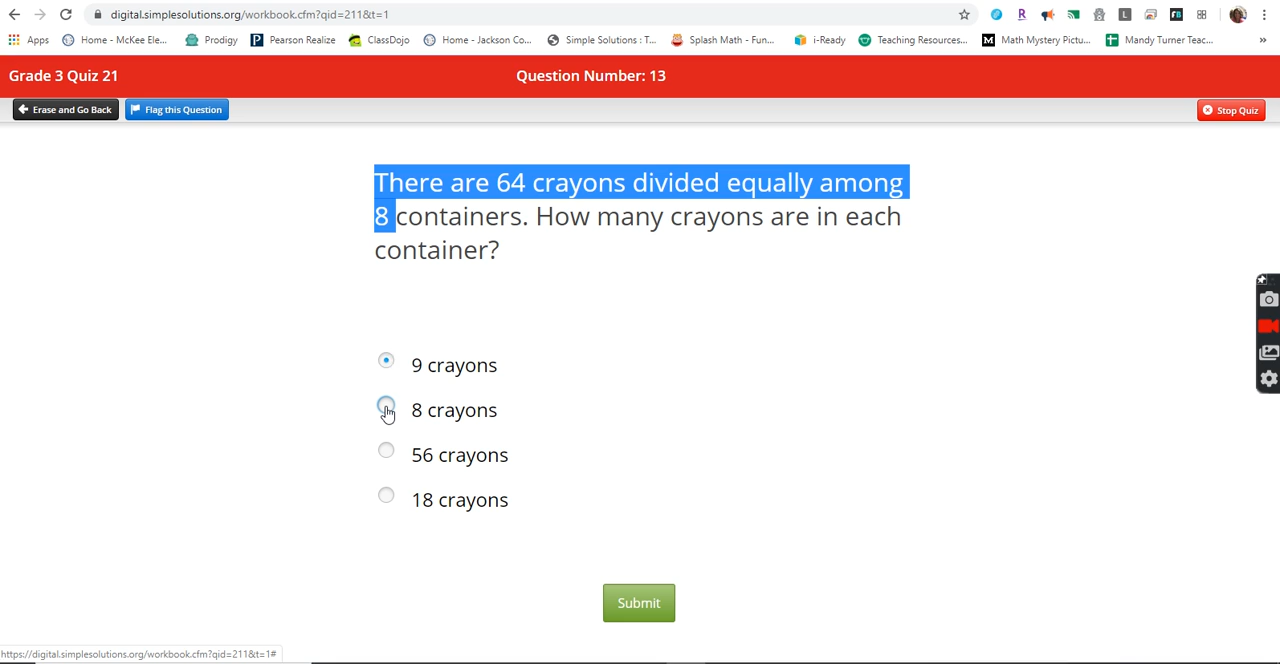 digital.simplesolutions.org/workbook.cfm?qid=211&t=1
Apps Home - McKee Ele... Prodigy Pearson Realize ClassDojo Home - Jackson Co... Simple Solutions : T... Splash Math - Fun... i-Ready Teaching Resources... Math Mystery Pictu... Mandy Turner Teac... »
Grade 3 Quiz 21 Question Number: 13
Erase and Go Back Flag this Question Stop Quiz
There are 64 crayons divided equally among
8 containers. How many crayons are in each
container?
9 crayons
8 crayons
56 crayons
18 crayons
Submit
https://digital.simplesolutions.org/workbook.cfm?qid=211&t=1#